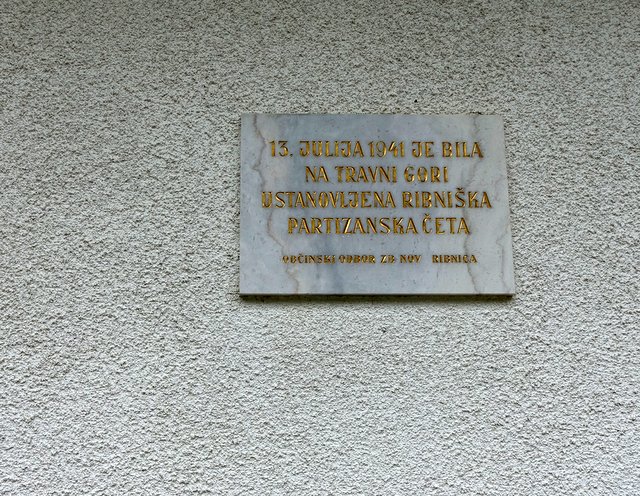 13. JULIJA 1941 JE BILA
NA TRAVNI GORI
USTANOVLJENA RIBNIŠKA
PARTIZANSKA ČETA
OBČINSKI ODBOR ZB NOV RIBNICA